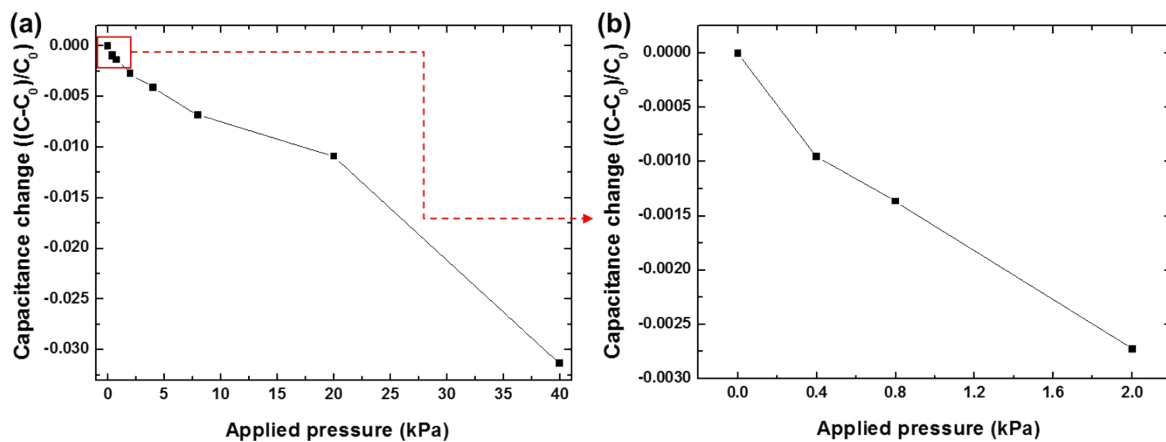 (a)
Capacitance change ((C-C₀)/C₀)
0.000
-0.005
-0.010
-0.015
-0.020
-0.025
-0.030
0 5 10 15 20 25 30 35 40
Applied pressure (kPa)
(b)
Capacitance change ((C-C₀)/C₀)
0.0000
-0.0005
-0.0010
-0.0015
-0.0020
-0.0025
-0.0030
0.0 0.4 0.8 1.2 1.6 2.0
Applied pressure (kPa)